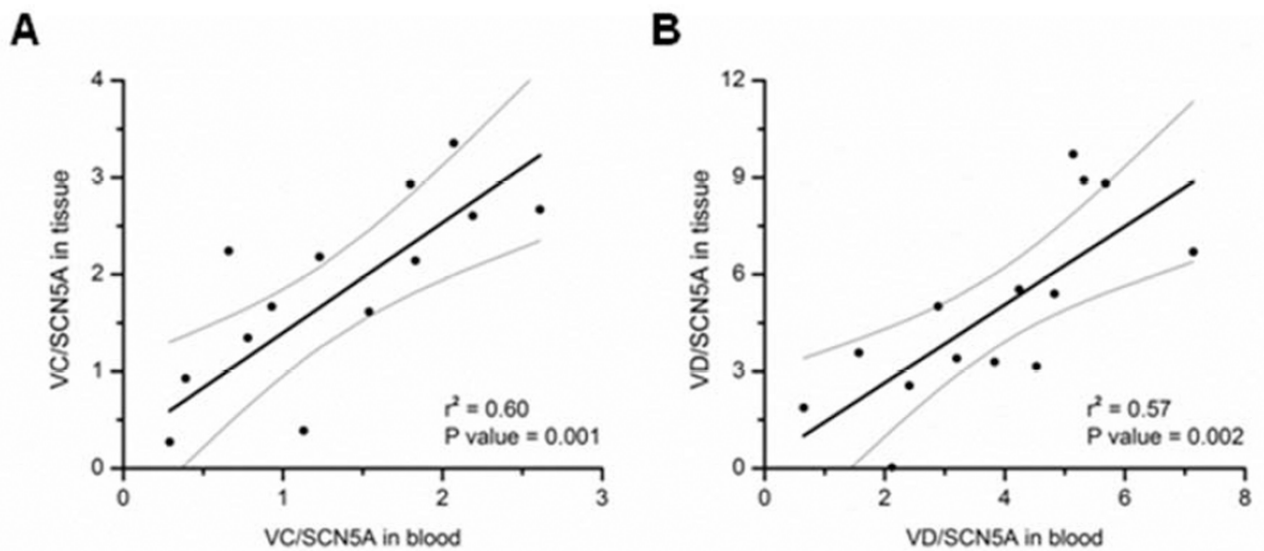 A
B
4
3
2
1
0
VC/SCN5A in tissue
r² = 0.60
P value = 0.001
0
1
2
3
VC/SCN5A in blood
12
9
6
3
0
VD/SCN5A in tissue
r² = 0.57
P value = 0.002
0
2
4
6
8
VD/SCN5A in blood